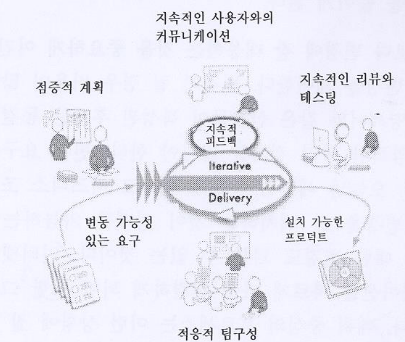 지속적인 사용자와의
커뮤니케이션
점증적 계획
지속적인 리뷰와
테스팅
지속적
피드백
Iterative
Delivery
변동 가능성
있는 요구
설치 가능한
프로덕트
적응적 팀구성